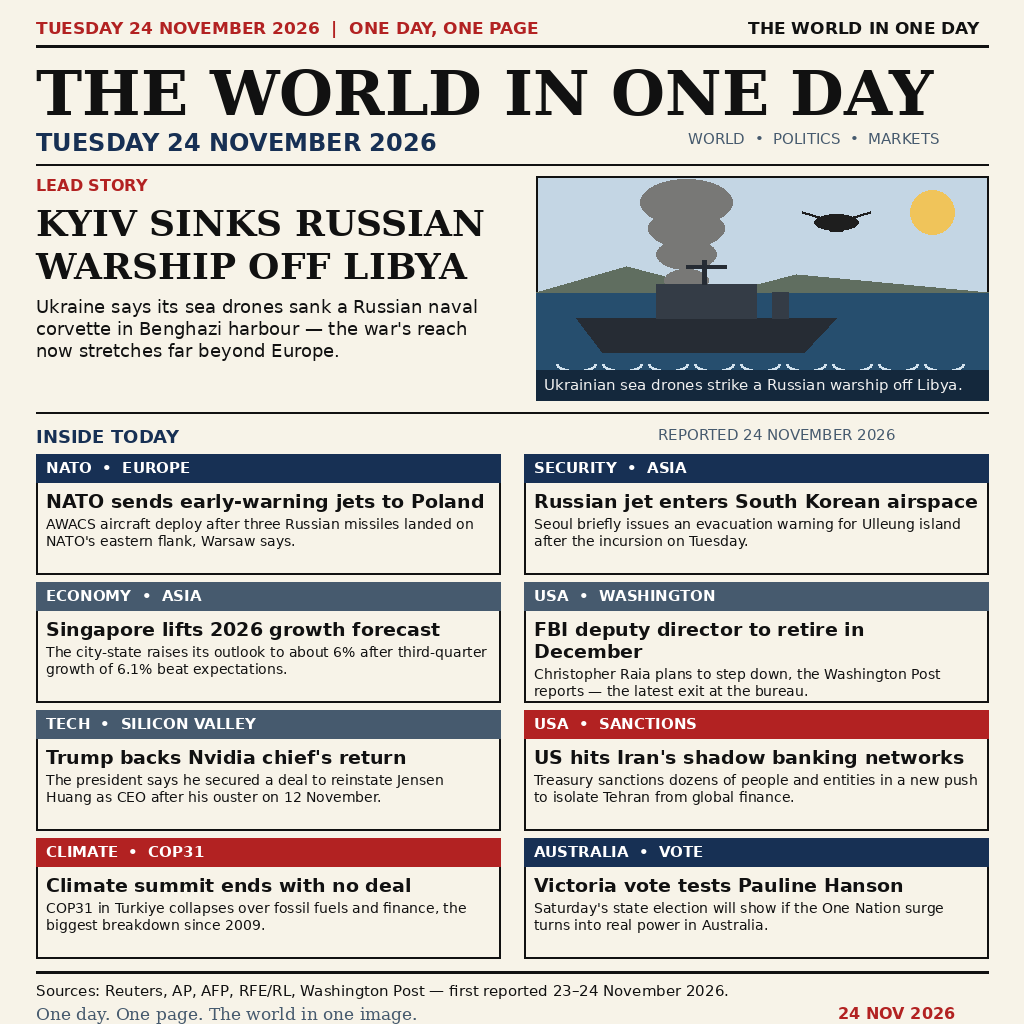 TUESDAY 24 NOVEMBER 2026 | ONE DAY, ONE PAGE
THE WORLD IN ONE DAY
THE WORLD IN ONE DAY
TUESDAY 24 NOVEMBER 2026
WORLD • POLITICS • MARKETS
LEAD STORY
KYIV SINKS RUSSIAN
WARSHIP OFF LIBYA
Ukraine says its sea drones sank a Russian naval
corvette in Benghazi harbour — the war's reach
now stretches far beyond Europe.
Ukrainian sea drones strike a Russian warship off Libya.
INSIDE TODAY
REPORTED 24 NOVEMBER 2026
NATO • EUROPE
NATO sends early-warning jets to Poland
AWACS aircraft deploy after three Russian missiles landed on
NATO's eastern flank, Warsaw says.
SECURITY • ASIA
Russian jet enters South Korean airspace
Seoul briefly issues an evacuation warning for Ulleung island
after the incursion on Tuesday.
ECONOMY • ASIA
Singapore lifts 2026 growth forecast
The city-state raises its outlook to about 6% after third-quarter
growth of 6.1% beat expectations.
USA • WASHINGTON
FBI deputy director to retire in
December
Christopher Raia plans to step down, the Washington Post
reports — the latest exit at the bureau.
TECH • SILICON VALLEY
Trump backs Nvidia chief's return
The president says he secured a deal to reinstate Jensen
Huang as CEO after his ouster on 12 November.
USA • SANCTIONS
US hits Iran's shadow banking networks
Treasury sanctions dozens of people and entities in a new push
to isolate Tehran from global finance.
CLIMATE • COP31
Climate summit ends with no deal
COP31 in Turkiye collapses over fossil fuels and finance, the
biggest breakdown since 2009.
AUSTRALIA • VOTE
Victoria vote tests Pauline Hanson
Saturday's state election will show if the One Nation surge
turns into real power in Australia.
Sources: Reuters, AP, AFP, RFE/RL, Washington Post — first reported 23–24 November 2026.
One day. One page. The world in one image.
24 NOV 2026